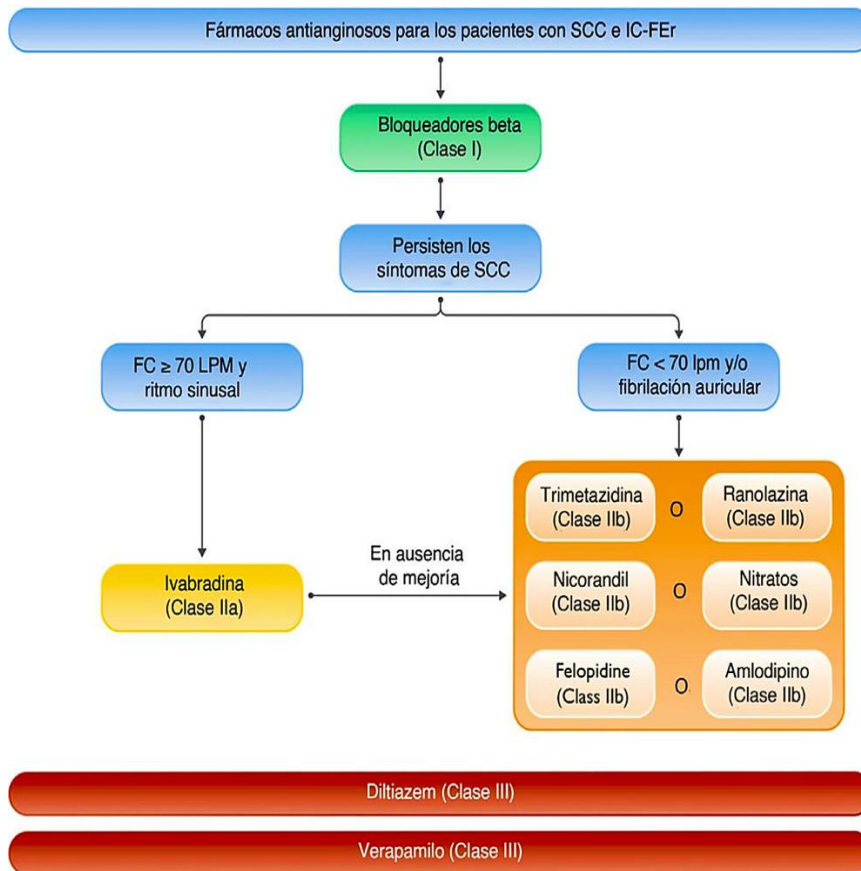 Fármacos antianginosos para los pacientes con SCC e IC-FEr
Bloqueadores beta
(Clase I)
Persisten los
síntomas de SCC
FC ≥ 70 LPM y
ritmo sinusal
FC < 70 lpm y/o
fibrilación auricular
Trimetazidina
(Clase IIb)
O
Ranolazina
(Clase IIb)
En ausencia
de mejoría
Ivabradina
(Clase IIa)
Nicorandil
(Clase IIb)
O
Nitratos
(Clase IIb)
Felopidine
(Class IIb)
O
Amlodipino
(Clase IIb)
Diltiazem (Clase III)
Verapamilo (Clase III)